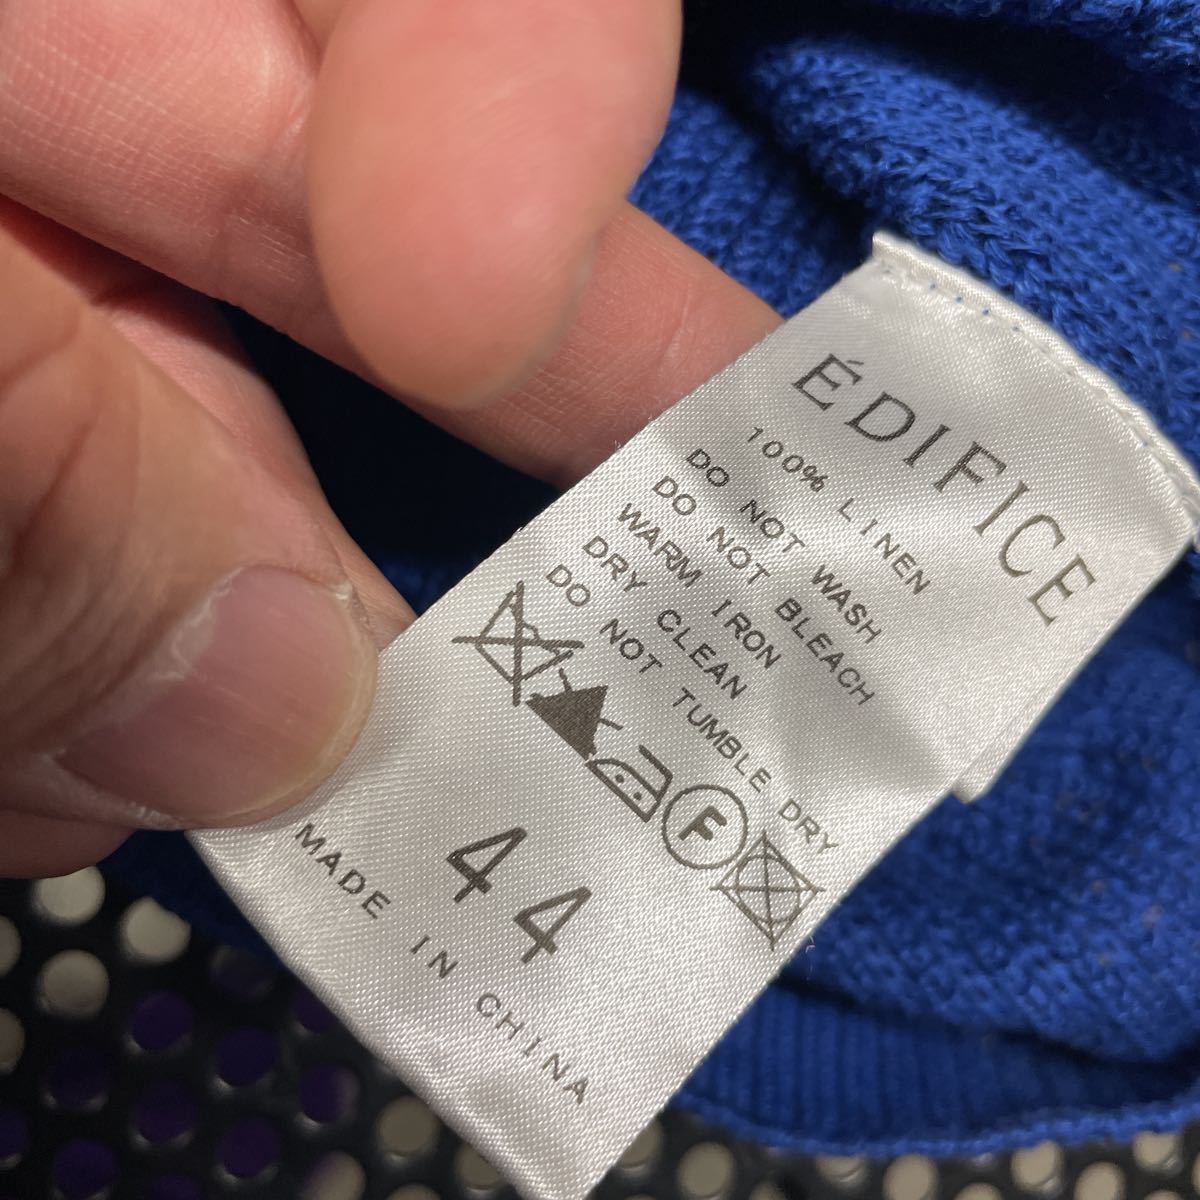 ÉDIFICE
100% LINEN
DO NOT WASH
DO NOT BLEACH
WARM IRON
DRY CLEAN
DO NOT TUMBLE DRY
F
44
MADE IN CHINA